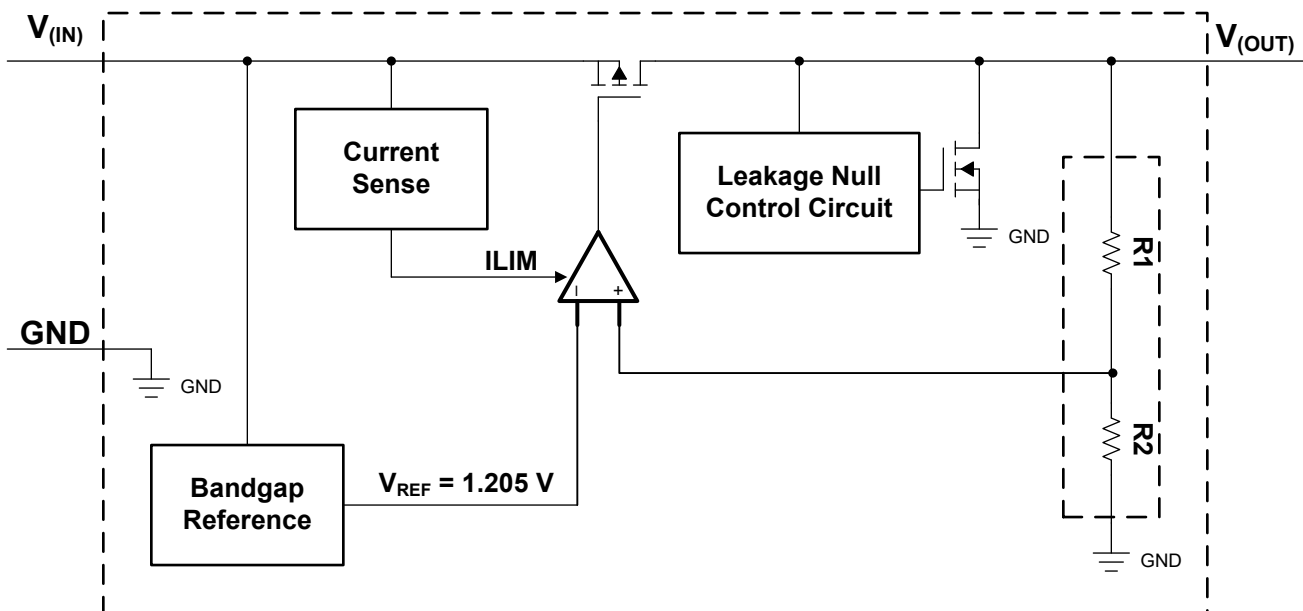 V(IN)
V(OUT)
Current
Sense
Leakage Null
Control Circuit
GND
R1
ILIM
– +
GND
GND
R2
Bandgap
Reference
VREF = 1.205 V
GND